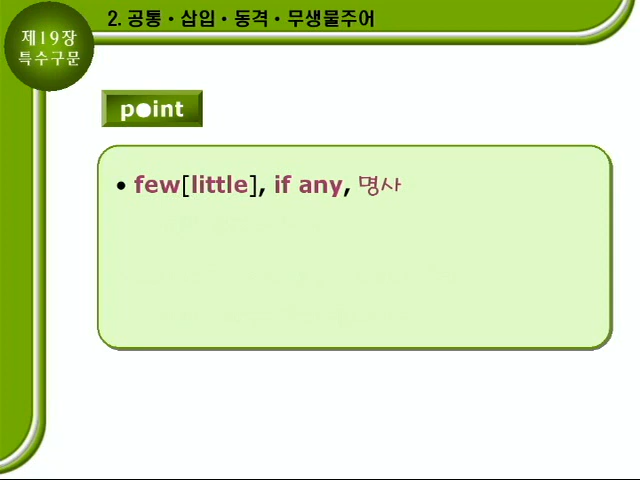 2. 공통 · 삽입 · 동격 · 무생물주어
제19장
특수구문
point
• few[little], if any, 명사